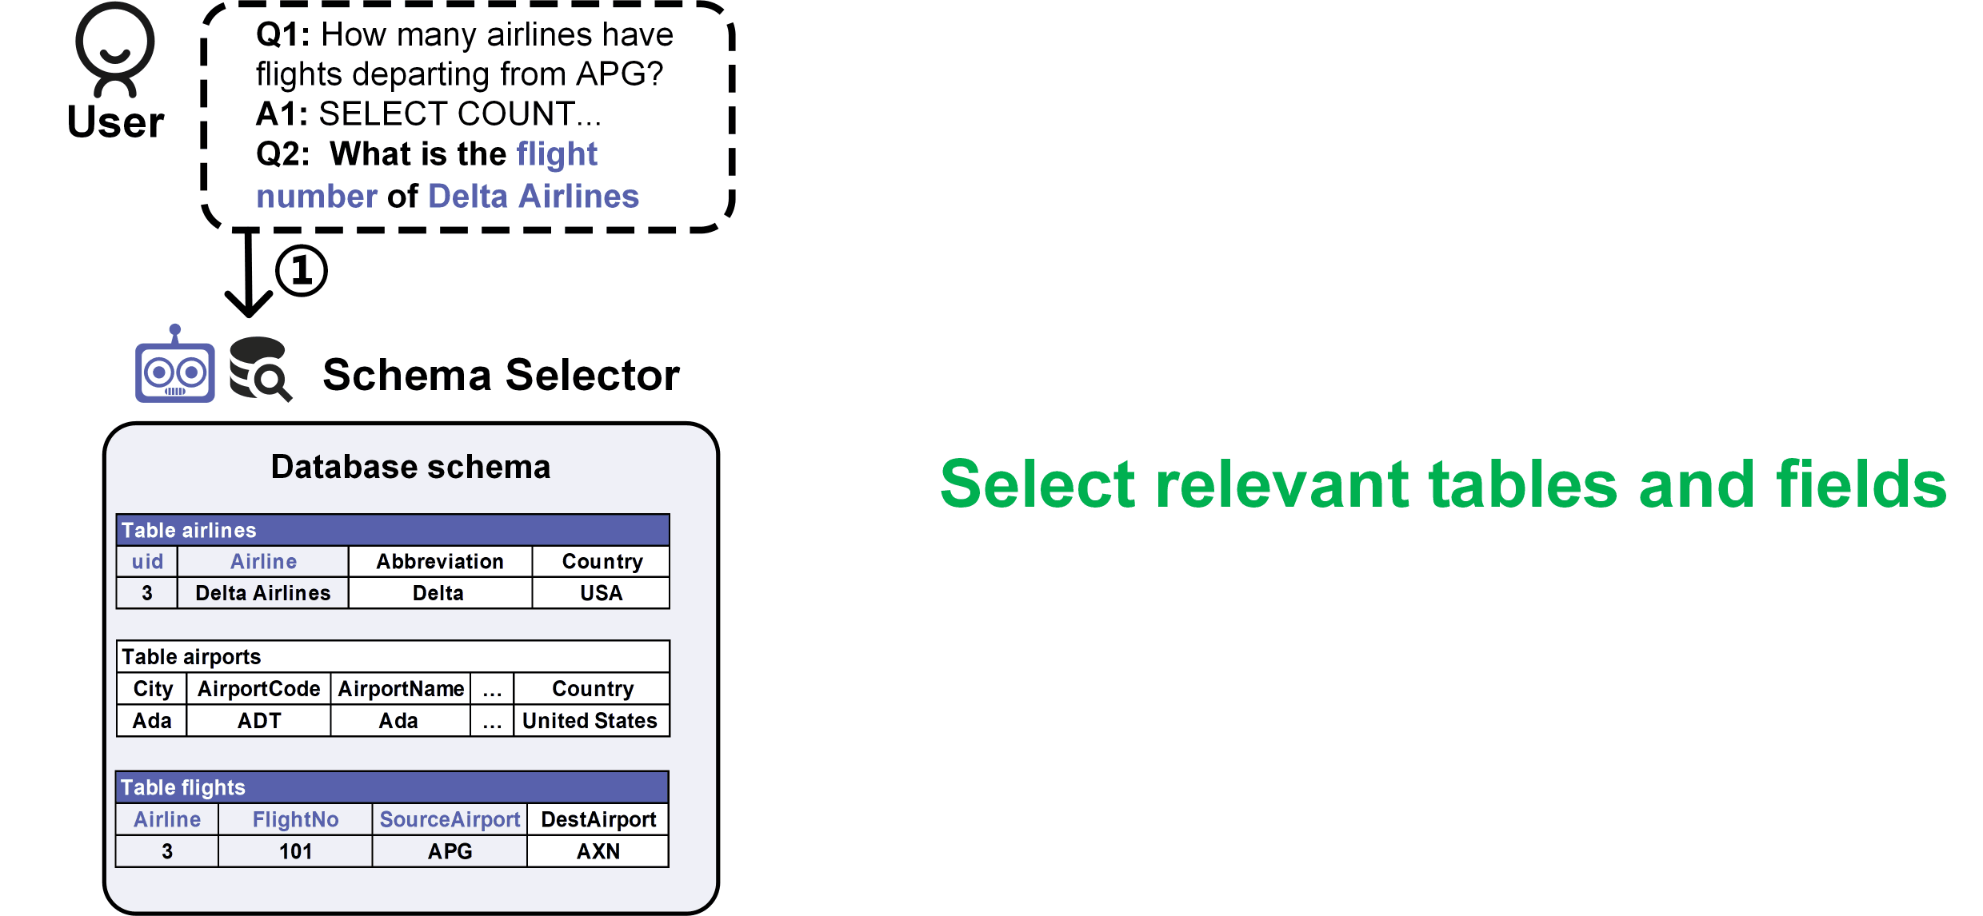 Q1: How many airlines have
flights departing from APG?
A1: SELECT COUNT...
Q2: What is the flight
number of Delta Airlines
User
①
Schema Selector
Database schema
Table airlines
uid Airline Abbreviation Country
3 Delta Airlines Delta USA
Table airports
City AirportCode AirportName ... Country
Ada ADT Ada ... United States
Table flights
Airline FlightNo SourceAirport DestAirport
3 101 APG AXN
Select relevant tables and fields